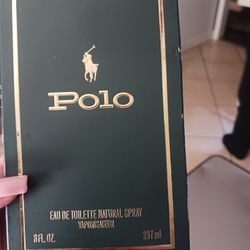 Polo
EAU DE TOILETTE NATURAL SPRAY
VAPORISATEUR
8 FL. OZ.
237 ml